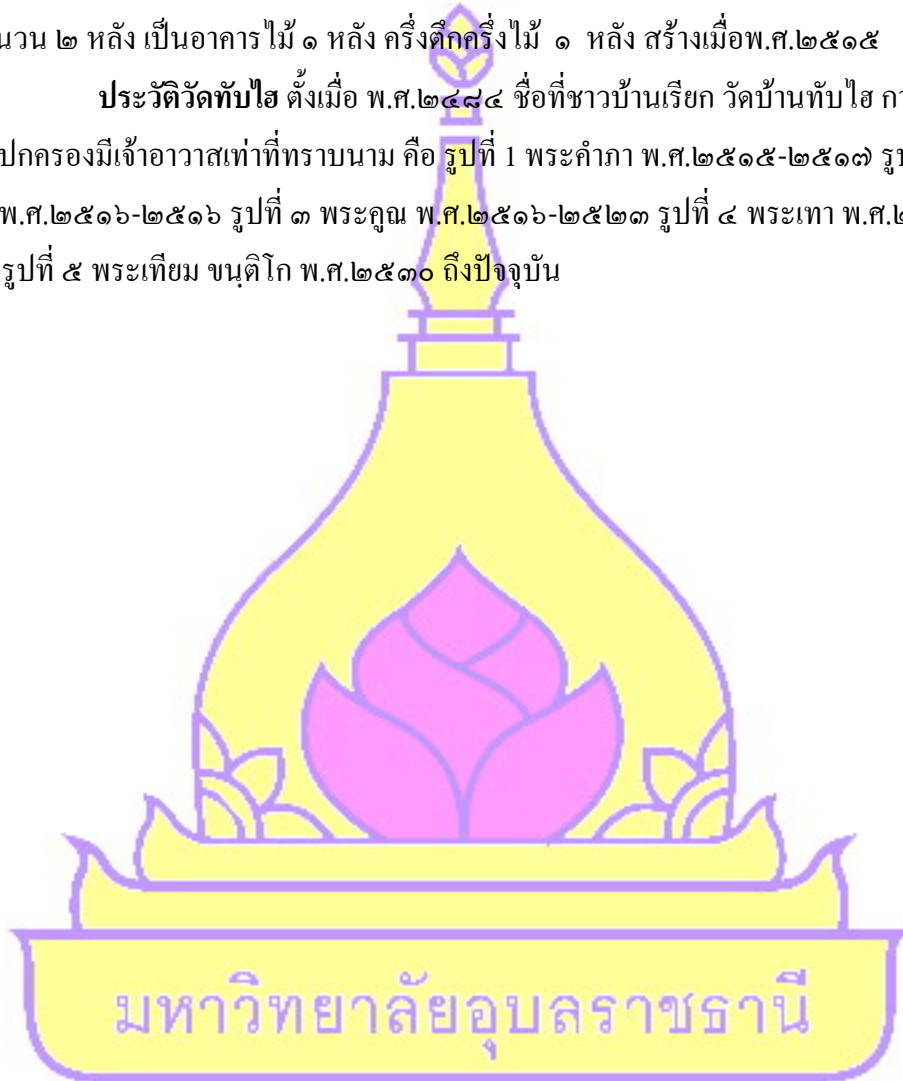 นวน ๒ หลัง เป็นอาคารไม้ ๑ หลัง ครึ่งตึกครึ่งไม้ ๑ หลัง สร้างเมื่อพ.ศ.๒๕๑๕
ประวัติวัดทับไฮ ตั้งเมื่อ พ.ศ.๒๔๘๔ ชื่อที่ชาวบ้านเรียก วัดบ้านทับไฮ กา
ปกครองมีเจ้าอาวาสเท่าที่ทราบนาม คือ รูปที่ 1 พระคำภา พ.ศ.๒๕๑๕-๒๕๑๗ รูป
พ.ศ.๒๕๑๖-๒๕๑๖ รูปที่ ๓ พระคูณ พ.ศ.๒๕๑๖-๒๕๒๓ รูปที่ ๔ พระเทา พ.ศ.๒
รูปที่ ๕ พระเทียม ขนฺติโก พ.ศ.๒๕๓๐ ถึงปัจจุบัน
มหาวิทยาลัยอุบลราชธานี